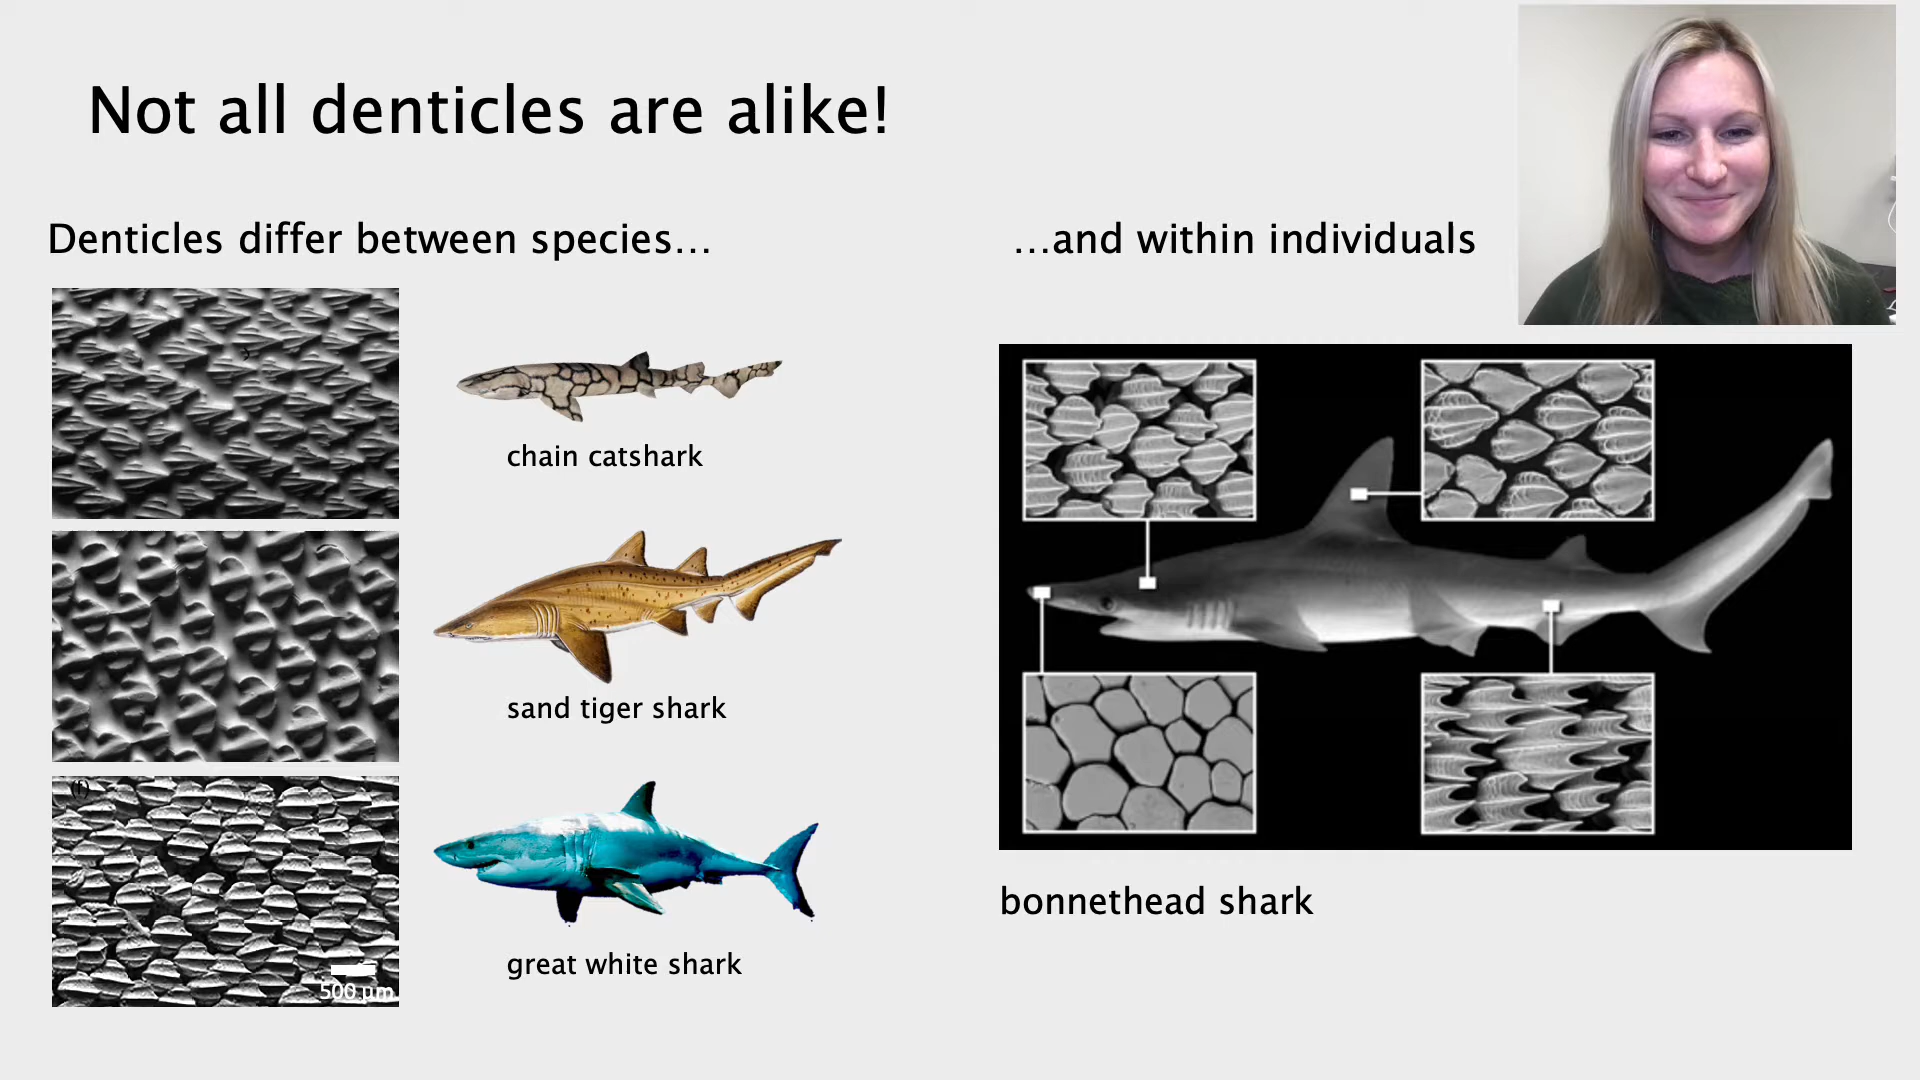 Not all denticles are alike!
Denticles differ between species…
chain catshark
sand tiger shark
(f)
500 µm
great white shark
…and within individuals
bonnethead shark